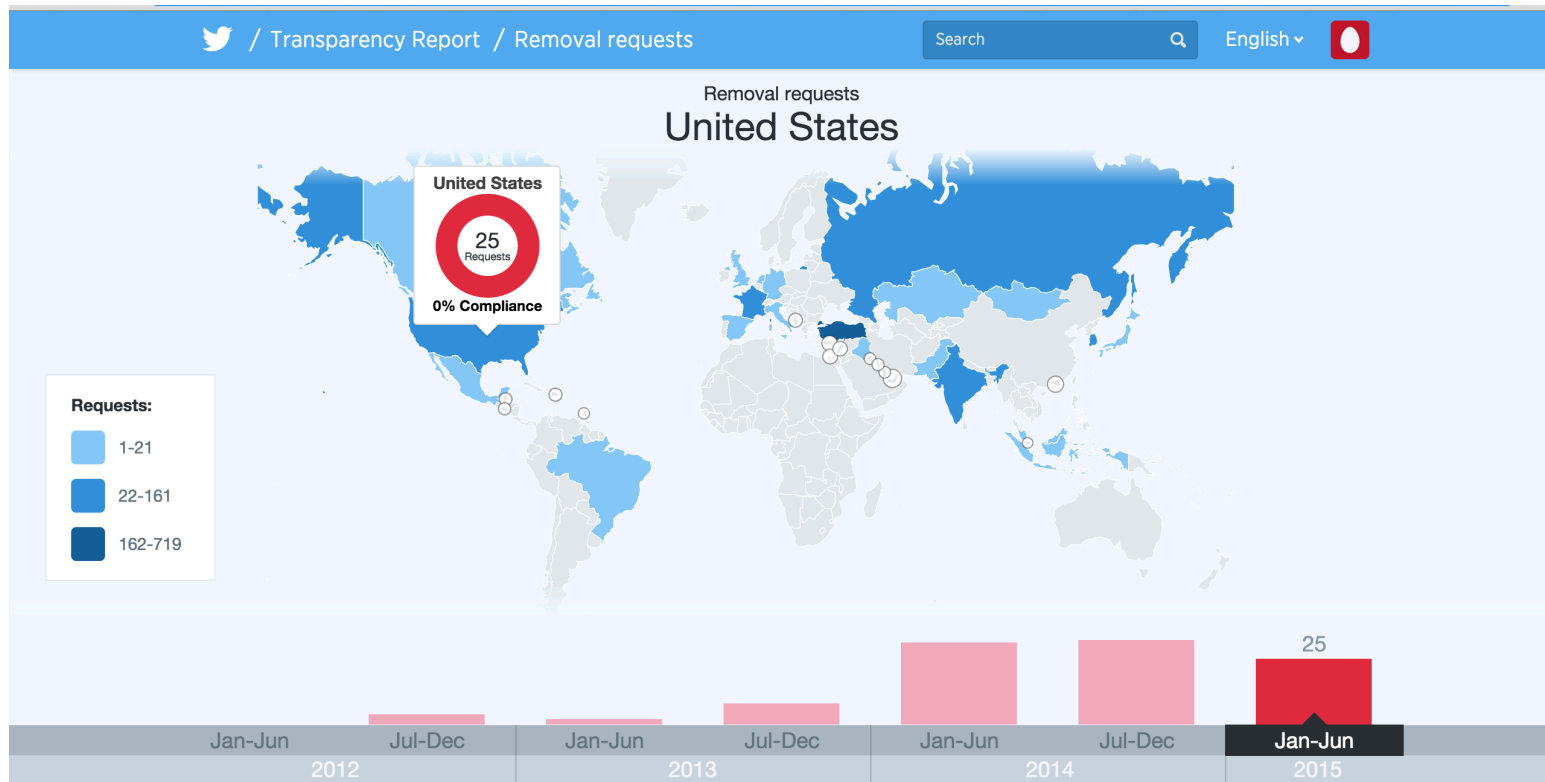 / Transparency Report / Removal requests
Search
English
Removal requests
United States
United States
25
Requests
0% Compliance
Requests:
1-21
22-161
162-719
25
Jan-Jun Jul-Dec Jan-Jun Jul-Dec Jan-Jun Jul-Dec Jan-Jun
2012 2013 2014 2015